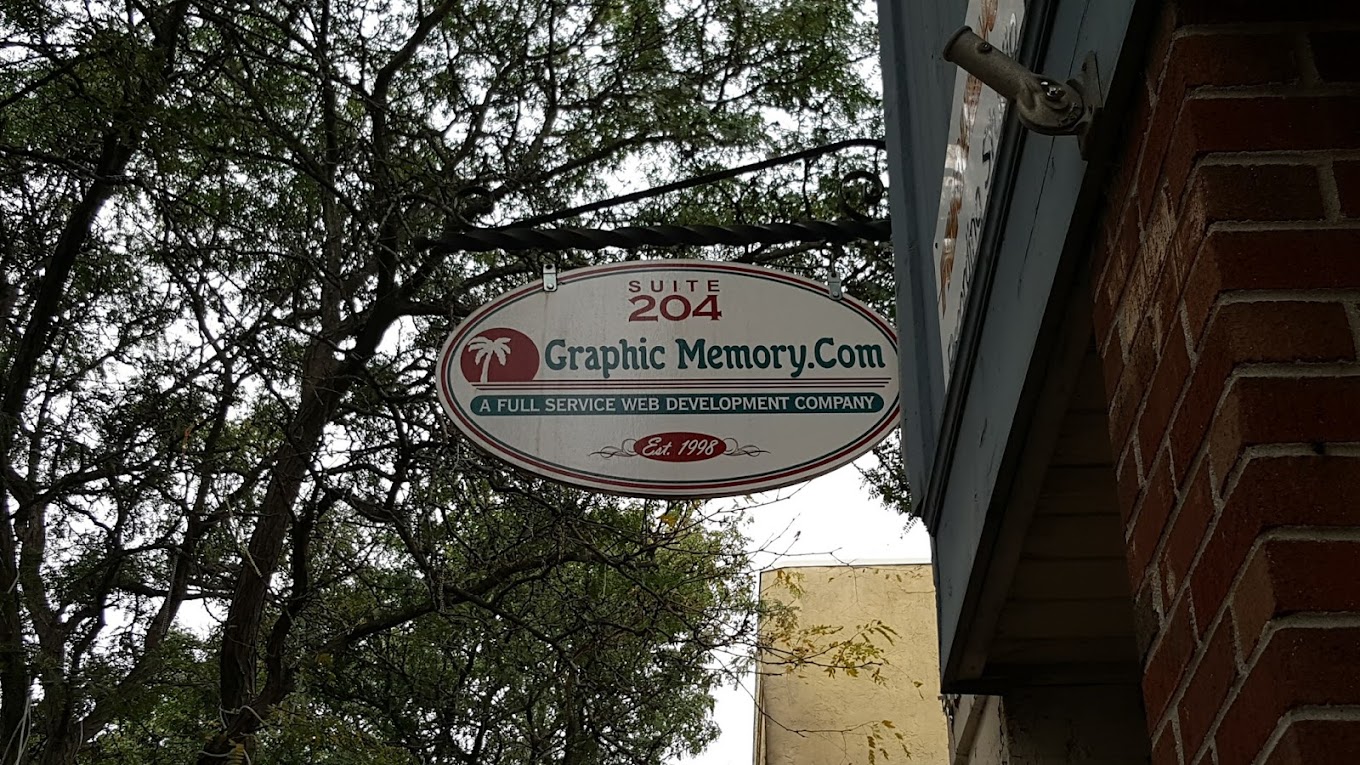 SUITE
204
Graphic Memory.Com
A FULL SERVICE WEB DEVELOPMENT COMPANY
Est. 1998